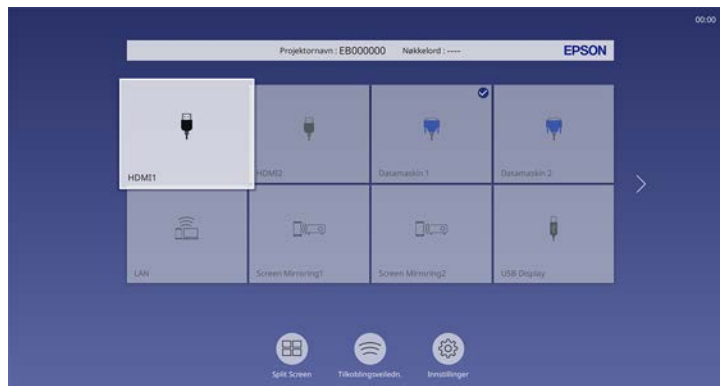 00:00
Projektornavn : EB000000 Nøkkelord : ---- EPSON
HDMI1 HDMI2 Datamaskin 1 Datamaskin 2
LAN Screen Mirroring1 Screen Mirroring2 USB Display
Split Screen Tilkoblingsveiledn. Innstillinger